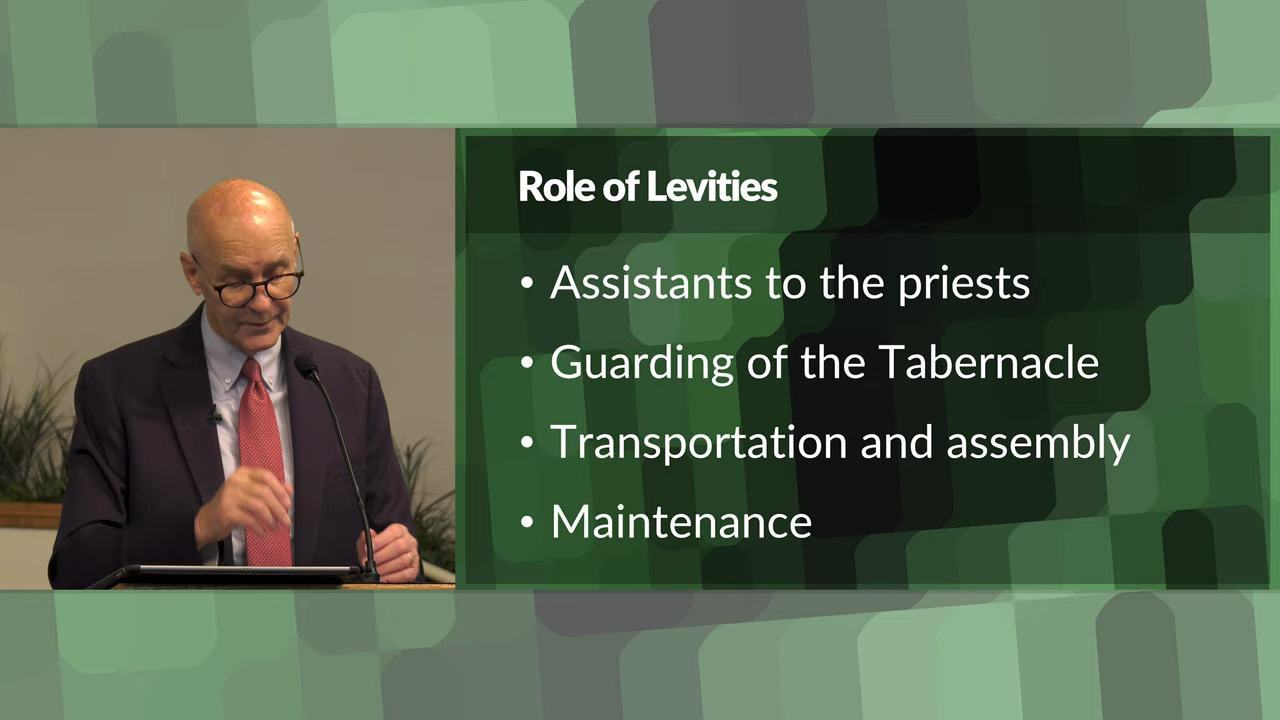 Role of Levities
• Assistants to the priests
• Guarding of the Tabernacle
• Transportation and assembly
• Maintenance